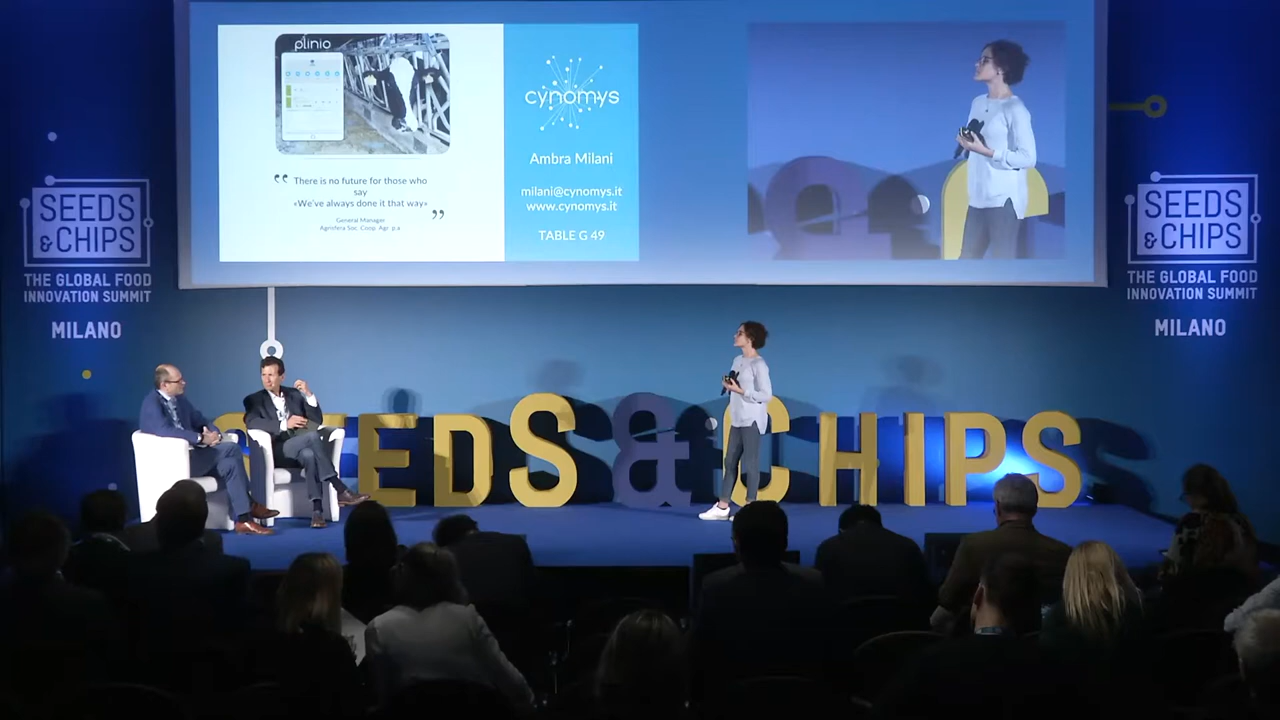 plinio
“ There is no future for those who
say
«We've always done it that way» ”
General Manager
Agrisfera Soc. Coop. Agr. p.a
cynomys
Ambra Milani
milani@cynomys.it
www.cynomys.it
TABLE G 49
SEEDS
& CHIPS
THE GLOBAL FOOD
INNOVATION SUMMIT
MILANO
SEEDS
& CHIPS
THE GLOBAL FOOD
INNOVATION SUMMIT
MILANO
SEEDS & CHIPS